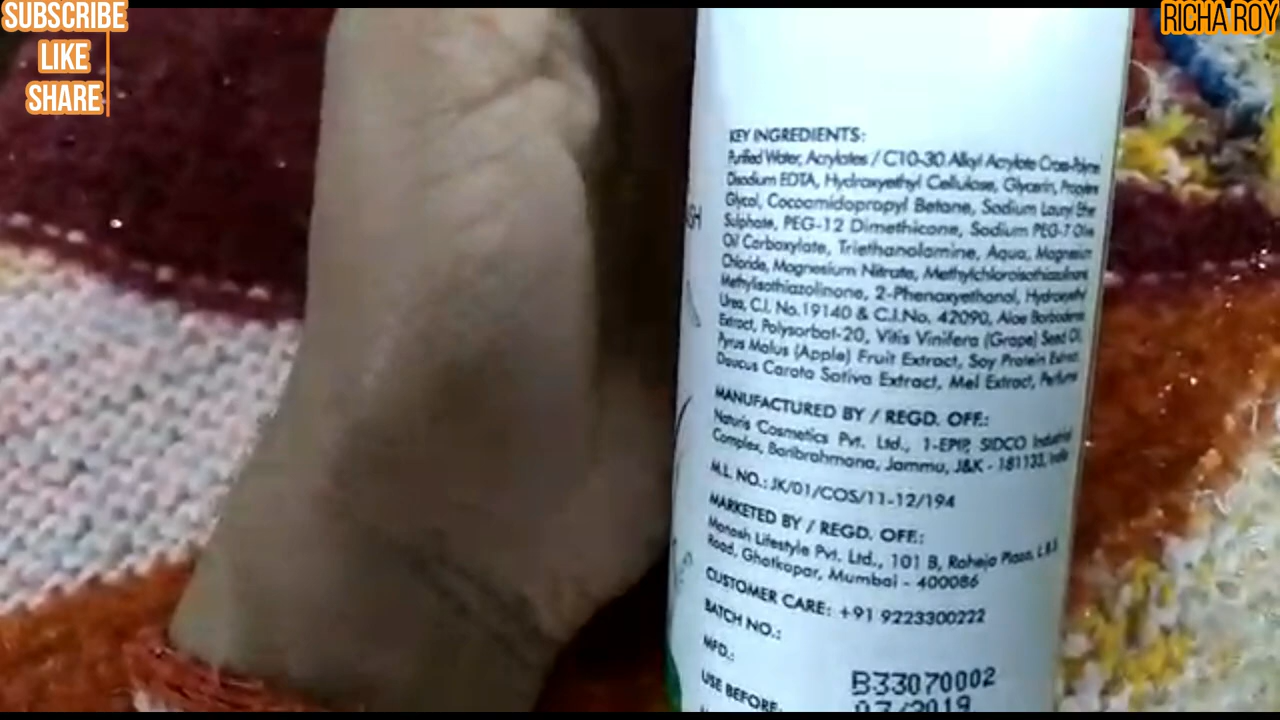 SUBSCRIBE
LIKE
SHARE
RICHA ROY
KEY INGREDIENTS:
Purified Water, Acrylates / C10-30 Alkyl Acrylate Cross-Polymer
Disodium EDTA, Hydroxyethyl Cellulose, Glycerin, Propylene
Glycol, Cocoamidopropyl Betane, Sodium Lauryl Ether
Sulphate, PEG-12 Dimethicone, Sodium PEG-7 Olive
Oil Carboxylate, Triethanolamine, Aqua, Magnesium
Chloride, Magnesium Nitrate, Methylchloroisothiazolinone
Methylisothiazolinone, 2-Phenoxyethanol, Hydroxyethyl
Urea, C.I. No.19140 & C.I.No. 42090, Aloe Barbadensis
Extract, Polysorbat-20, Vitis Vinifera (Grape) Seed Oil,
Pyrus Malus (Apple) Fruit Extract, Soy Protein Extract
Daucus Carota Sativa Extract, Mel Extract, Perfume
MANUFACTURED BY / REGD. OFF.:
Naturis Cosmetics Pvt. Ltd., 1-EPIP, SIDCO Industrial
Complex, Baribrahmana, Jammu, J&K - 181133, India
M.L. NO.: JK/01/COS/11-12/194
MARKETED BY / REGD. OFF.:
Manash Lifestyle Pvt. Ltd., 101 B, Raheja Plaza, L.B.S.
Road, Ghatkopar, Mumbai - 400086
CUSTOMER CARE: +91 9223300222
BATCH NO.:
MFD.:
B33070002
USE BEFORE:
07/2019